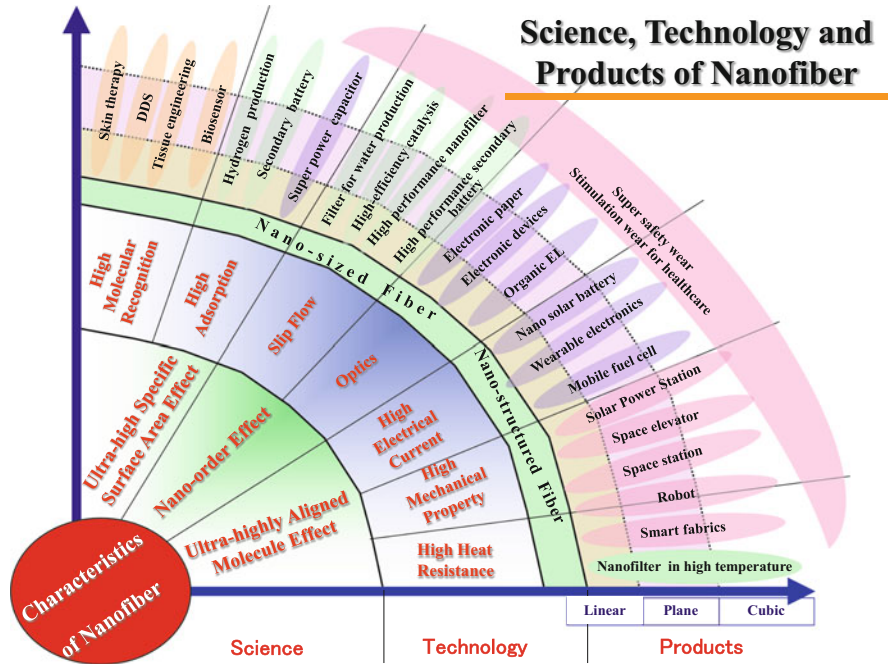 Science, Technology and
Products of Nanofiber
Skin therapy
DDS
Tissue engineering
Biosensor
Hydrogen production
Secondary battery
Super power capacitor
Filter for water production
High-efficiency catalysis
High performance nanofilter
High performance secondary
battery
Electronic paper
Electronic devices
Organic EL
Nano solar battery
Wearable electronics
Mobile fuel cell
Solar Power Station
Space elevator
Space station
Robot
Smart fabrics
Nanofilter in high temperature
Super safety wear
Stimulation wear for healthcare
Nano-sized Fiber
Nano-structured Fiber
High
Molecular
Recognition
High
Adsorption
Slip Flow
Optics
High
Electrical
Current
High
Mechanical
Property
High Heat
Resistance
Ultra-high Specific
Surface Area Effect
Nano-order Effect
Ultra-highly Aligned
Molecule Effect
Characteristics
of Nanofiber
Linear
Plane
Cubic
Science
Technology
Products